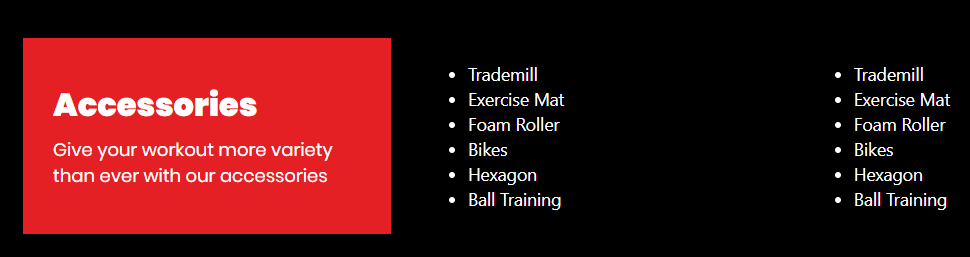 Accessories
Give your workout more variety
than ever with our accessories
Trademill
Exercise Mat
Foam Roller
Bikes
Hexagon
Ball Training
Trademill
Exercise Mat
Foam Roller
Bikes
Hexagon
Ball Training